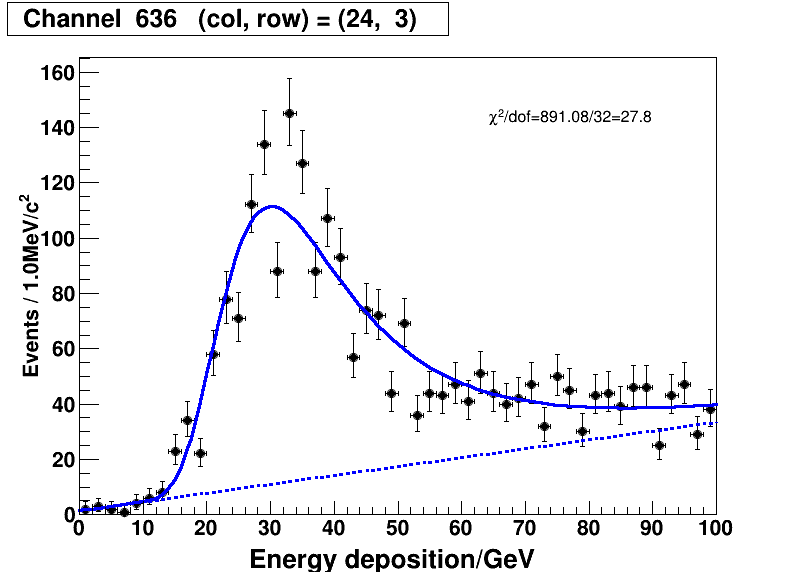 Channel  636   (col, row) = (24,  3)
χ²/dof=891.08/32=27.8
160
140
120
100
80
60
40
20
0
Events / 1.0MeV/c²
0 10 20 30 40 50 60 70 80 90 100
Energy deposition/GeV